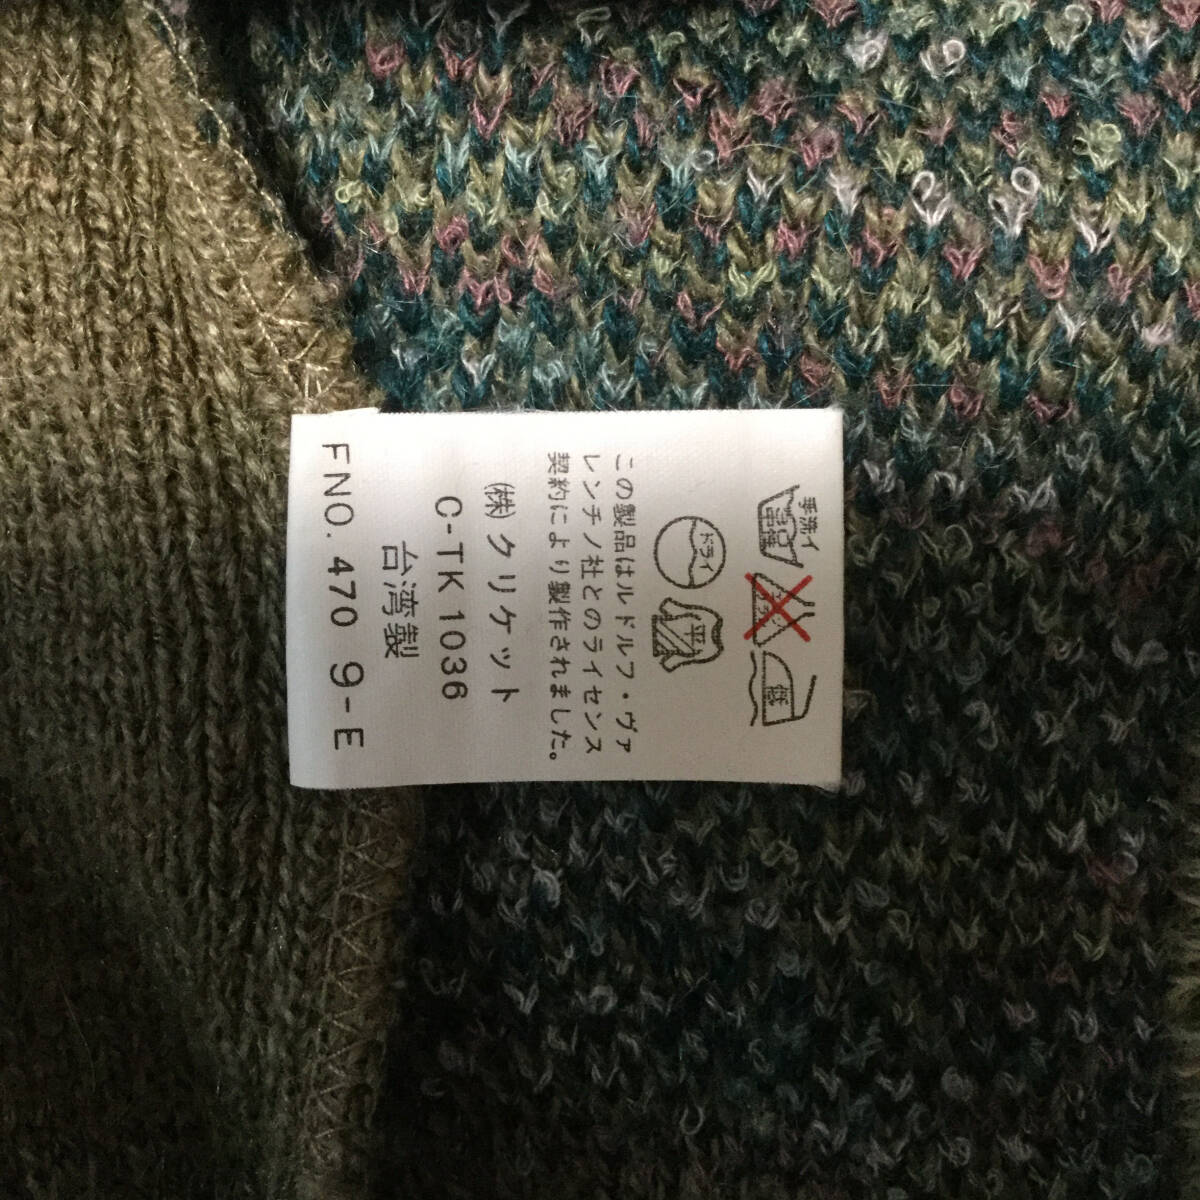 手洗イ
中性
ドライ
平
この製品はルドルフ・ヴァ
レンチノ社とのライセンス
契約により製作されました。
㈱クリケット
C-TK 1036
台湾製
FNO. 470 9-E